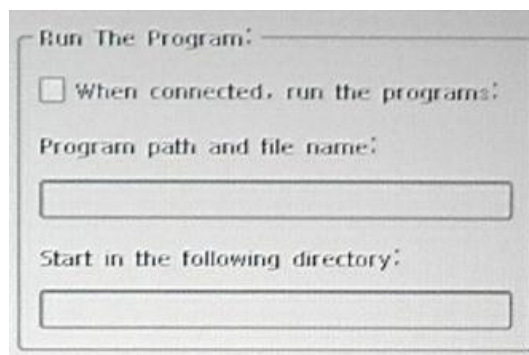 Run The Program:
When connected, run the programs:
Program path and file name:
Start in the following directory: